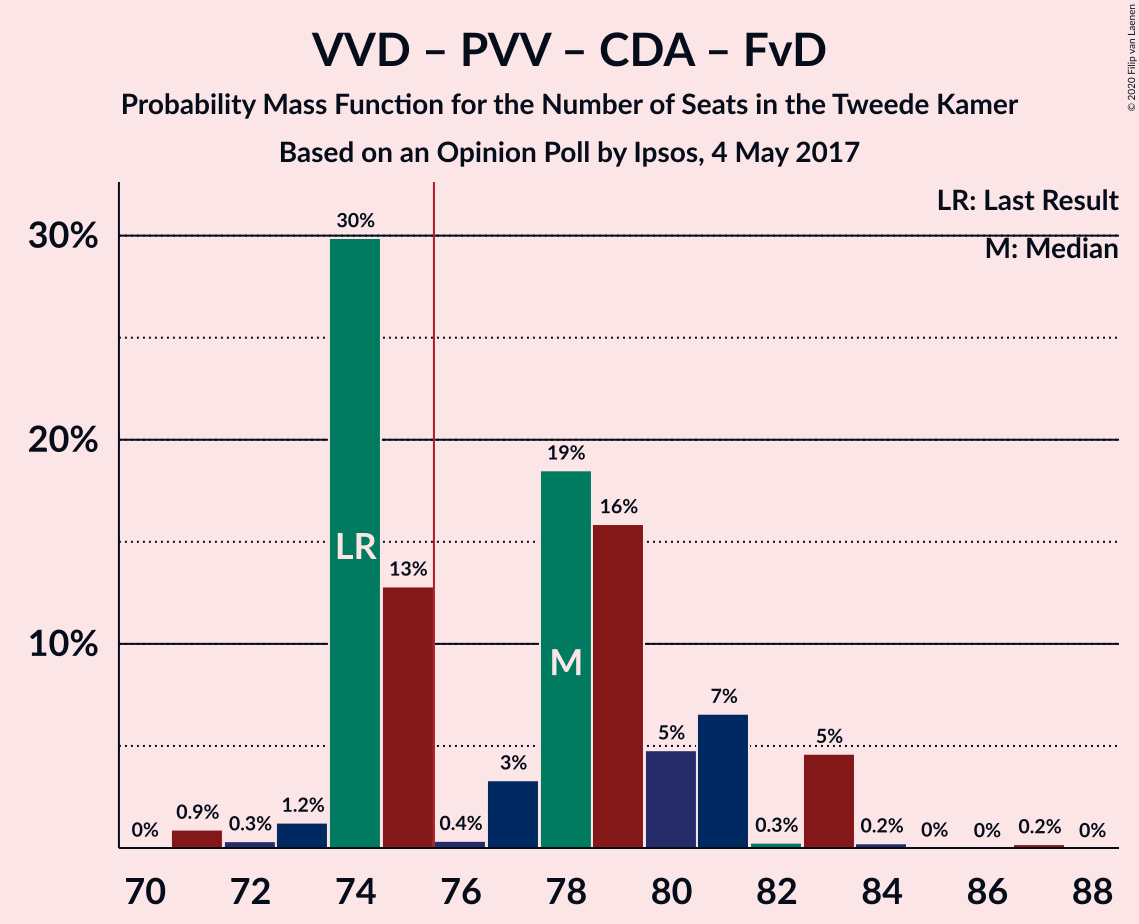 VVD – PVV – CDA – FvD
Probability Mass Function for the Number of Seats in the Tweede Kamer
Based on an Opinion Poll by Ipsos, 4 May 2017
© 2020 Filip van Laenen
LR: Last Result
M: Median
30%
20%
10%
0%
0.9%
0.3%
1.2%
30%
13%
0.4%
3%
19%
16%
5%
7%
0.3%
5%
0.2%
0%
0%
0.2%
0%
LR
M
70 72 74 76 78 80 82 84 86 88